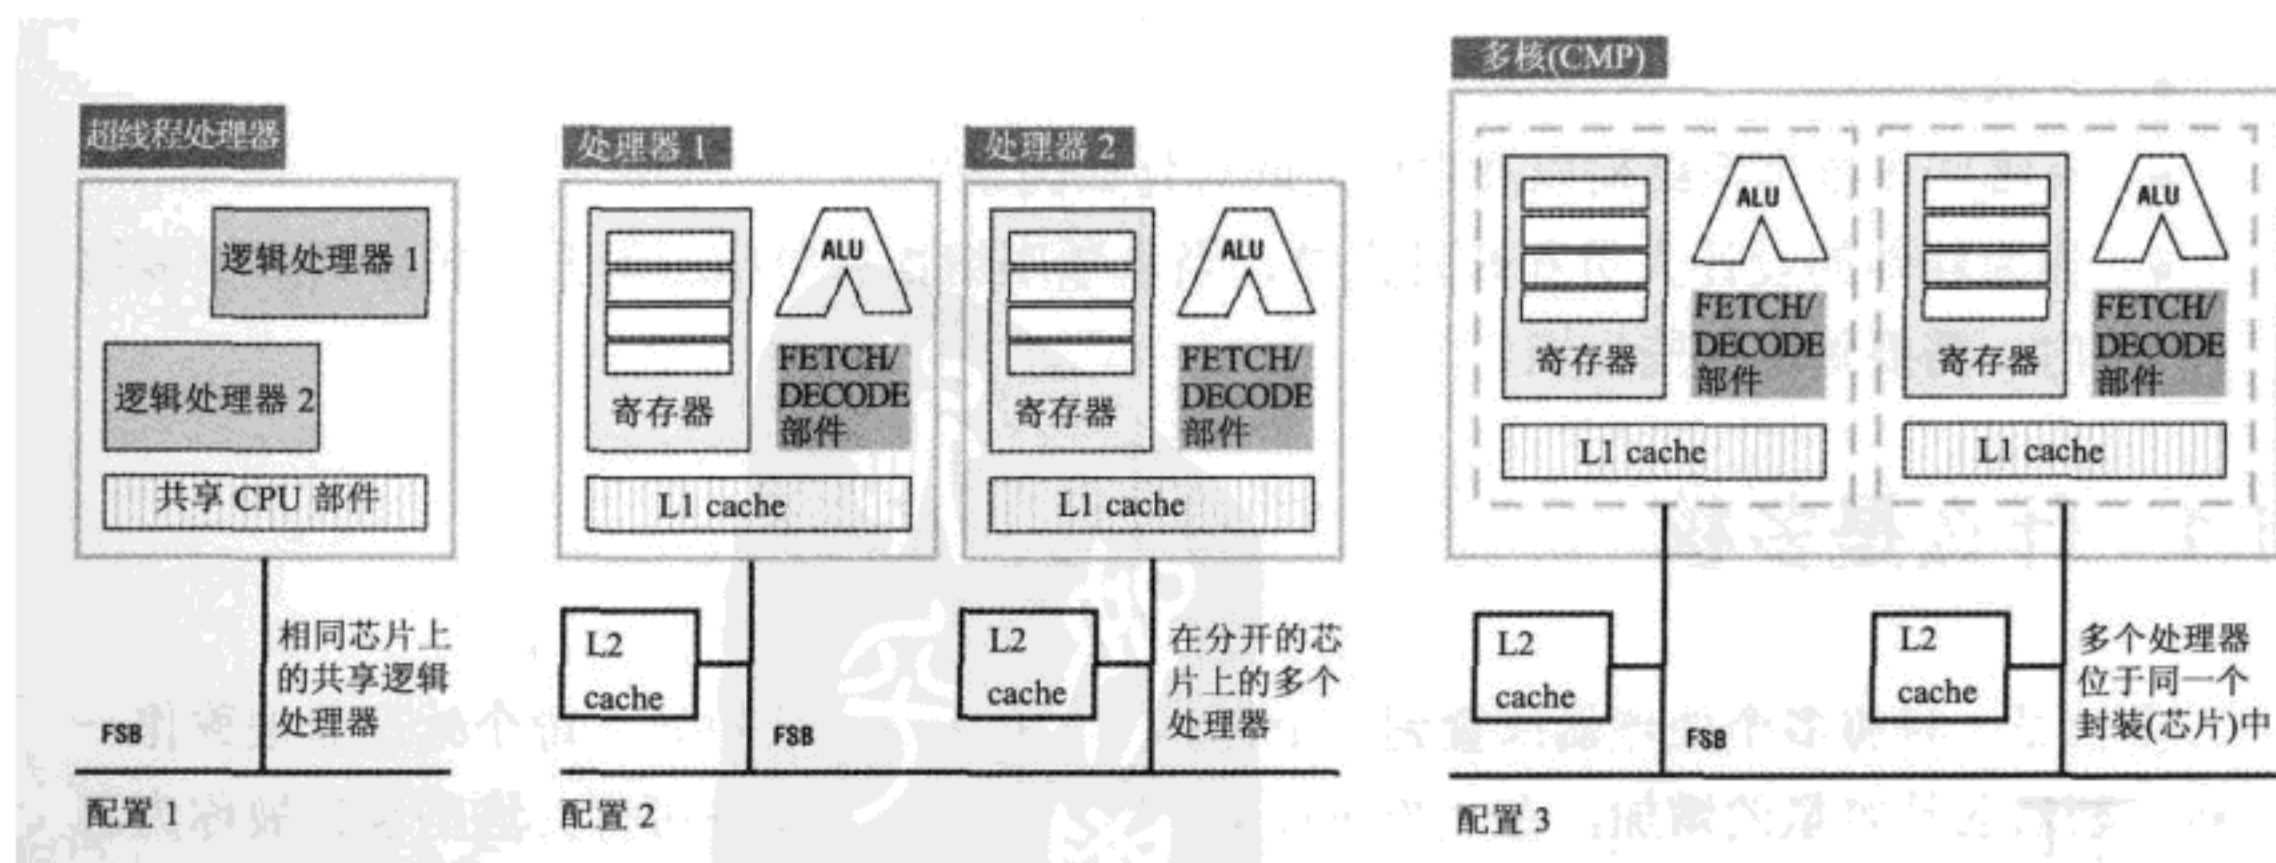 超线程处理器
逻辑处理器 1
逻辑处理器 2
共享 CPU 部件
相同芯片上
的共享逻辑
处理器
FSB
配置 1
处理器 1
ALU
FETCH/
DECODE
部件
寄存器
L1 cache
L2
cache
FSB
处理器 2
ALU
FETCH/
DECODE
部件
寄存器
L1 cache
L2
cache
在分开的芯
片上的多个
处理器
配置 2
多核(CMP)
ALU
FETCH/
DECODE
部件
寄存器
L1 cache
L2
cache
FSB
ALU
FETCH/
DECODE
部件
寄存器
L1 cache
L2
cache
多个处理器
位于同一个
封装(芯片)中
配置 3